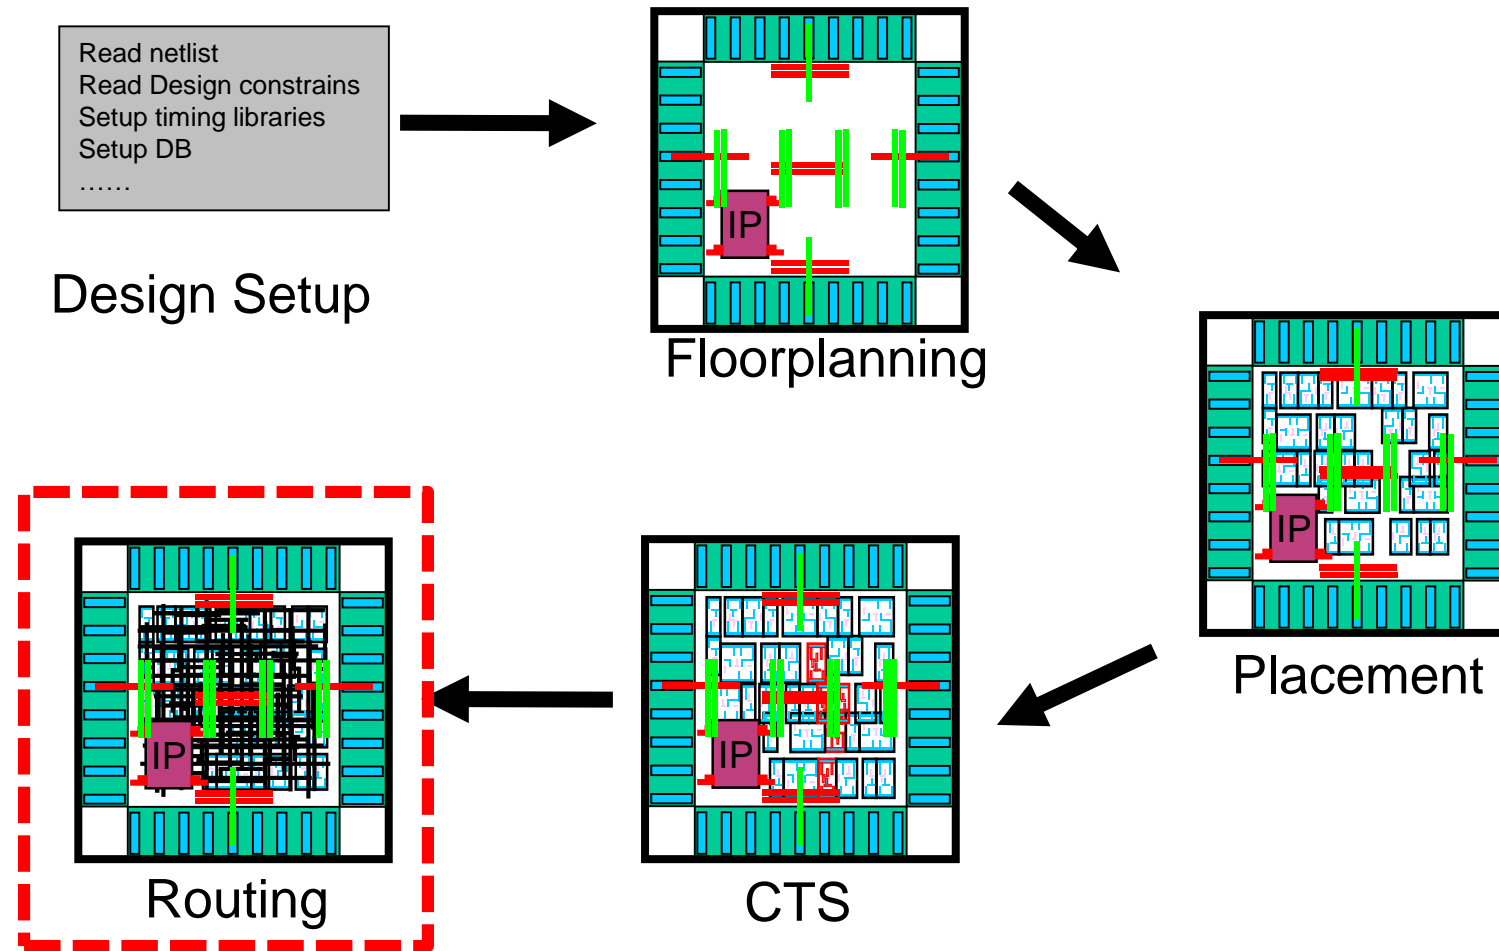 Read netlist
Read Design constrains
Setup timing libraries
Setup DB
......
Design Setup
IP
Floorplanning
IP
Placement
IP
CTS
IP
Routing